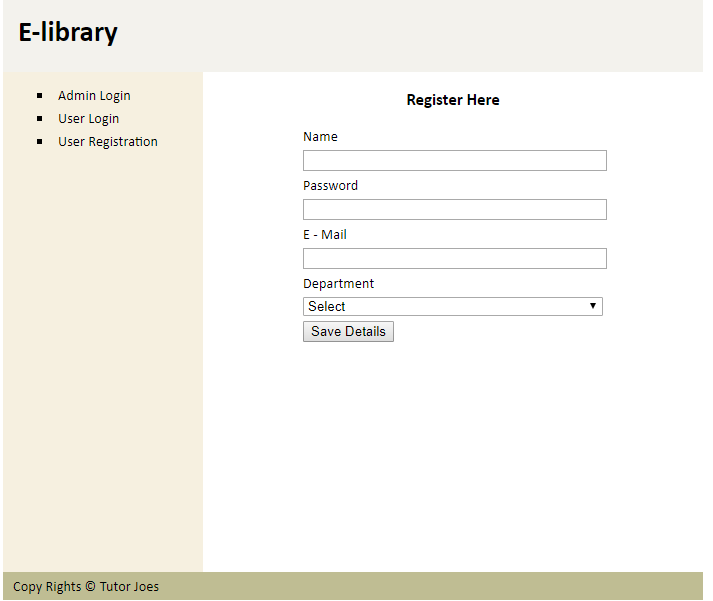 E-library
Admin Login
User Login
User Registration
Register Here
Name
Password
E - Mail
Department
Select
Save Details
Copy Rights © Tutor Joes